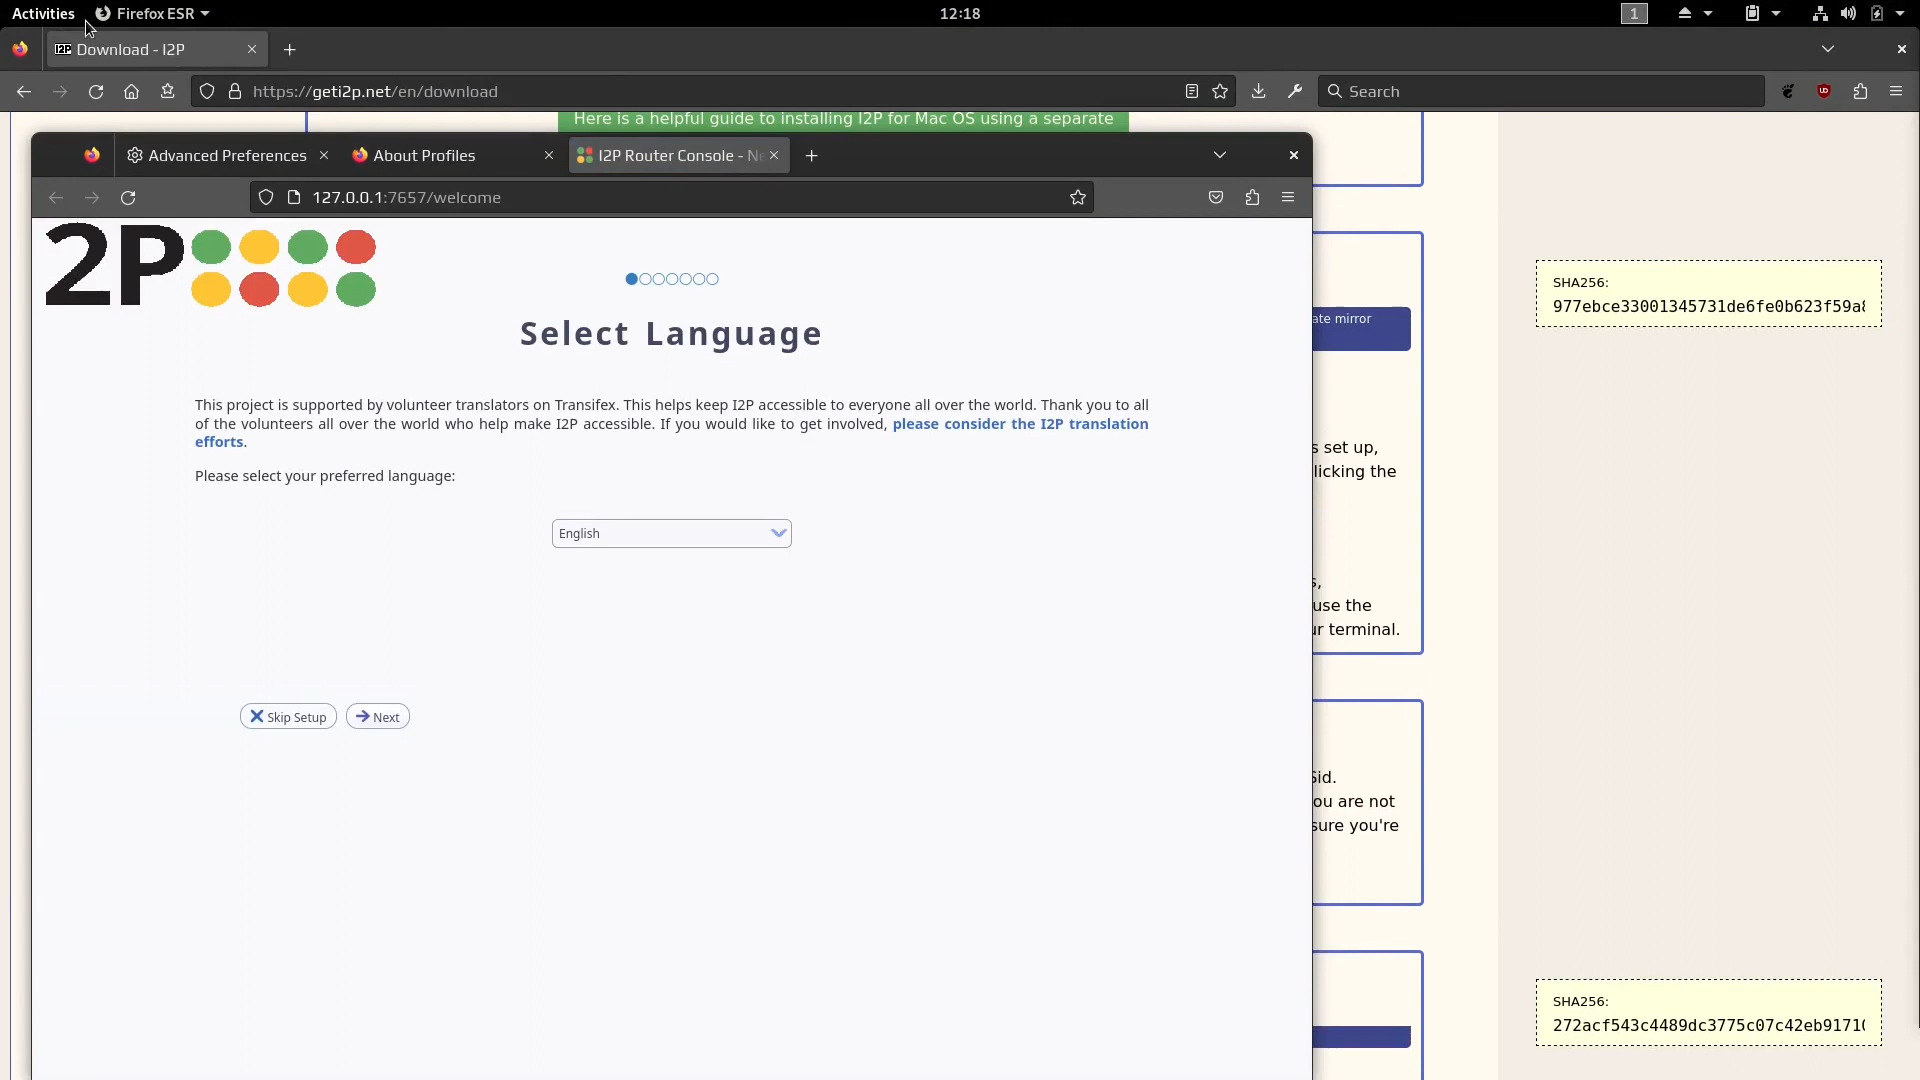 Activities
Firefox ESR
12:18
1
Download - I2P
https://geti2p.net/en/download
Search
Here is a helpful guide to installing I2P for Mac OS using a separate
Advanced Preferences
About Profiles
I2P Router Console - Ne
127.0.0.1:7657/welcome
2P
Select Language
This project is supported by volunteer translators on Transifex. This helps keep I2P accessible to everyone all over the world. Thank you to all
of the volunteers all over the world who help make I2P accessible. If you would like to get involved, please consider the I2P translation
efforts.
Please select your preferred language:
English
Skip Setup
Next
ate mirror
s set up,
licking the
s,
use the
ur terminal.
Sid.
ou are not
sure you're
SHA256:
977ebce33001345731de6fe0b623f59a8
SHA256:
272acf543c4489dc3775c07c42eb91710